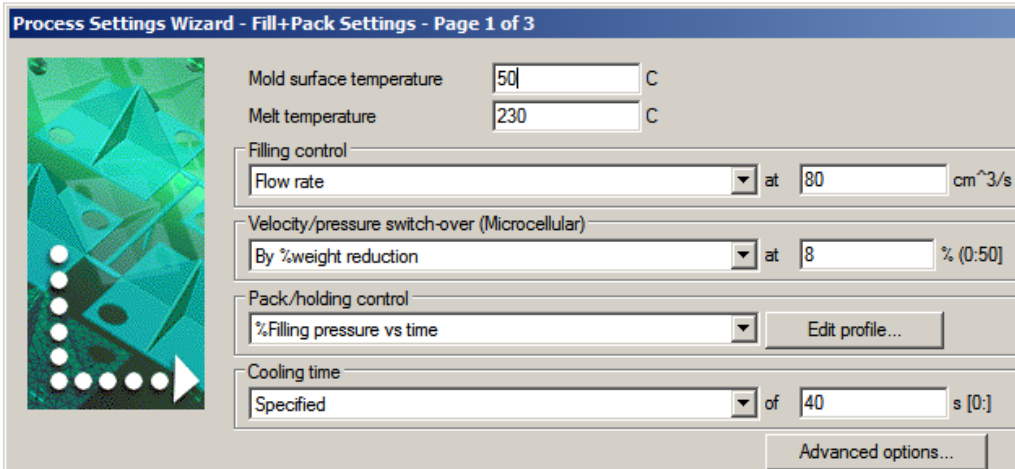 Process Settings Wizard - Fill+Pack Settings - Page 1 of 3
Mold surface temperature 50 C
Melt temperature 230 C
Filling control
Flow rate at 80 cm^3/s
Velocity/pressure switch-over (Microcellular)
By %weight reduction at 8 % (0:50]
Pack/holding control
%Filling pressure vs time Edit profile...
Cooling time
Specified of 40 s [0:]
Advanced options...